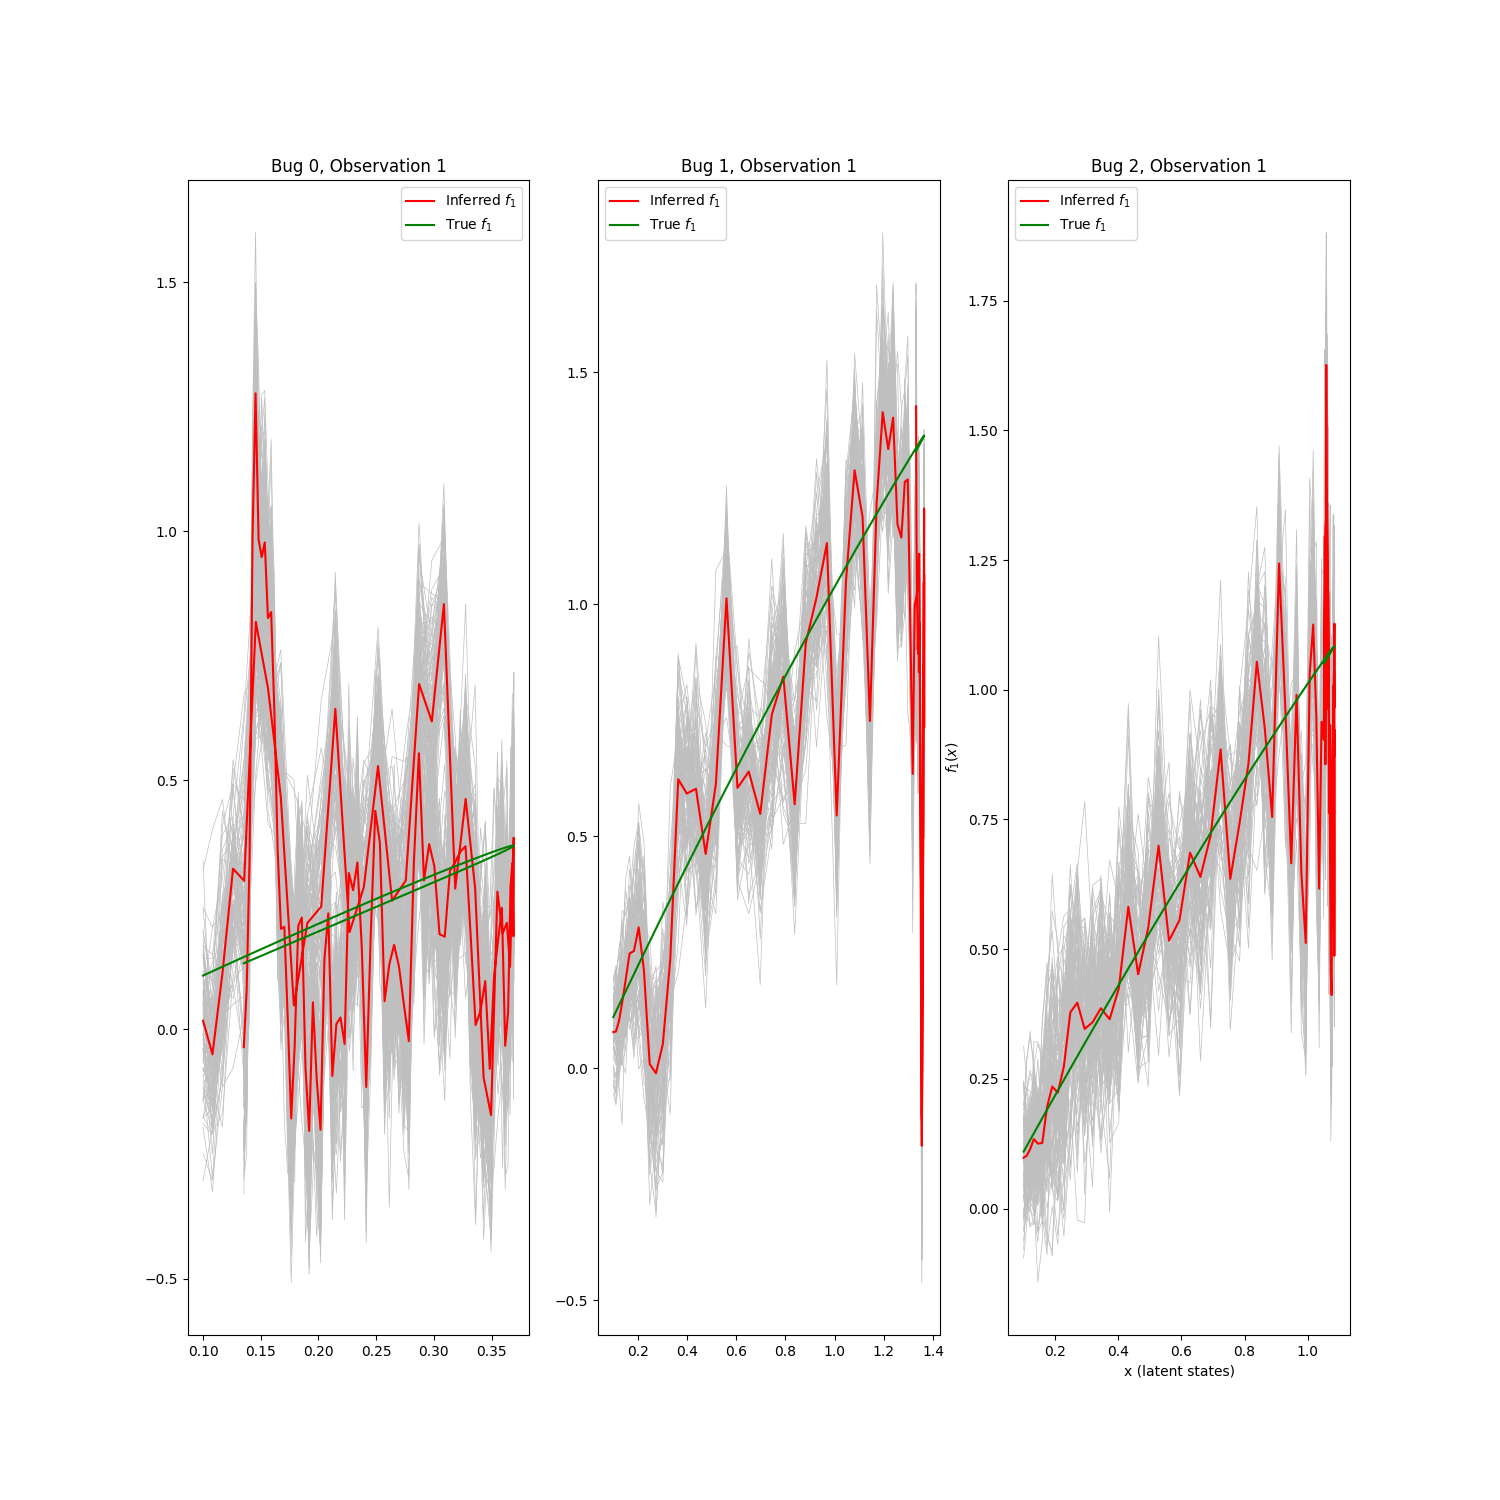 Bug 0, Observation 1
Inferred f₁
True f₁
1.5
1.0
0.5
0.0
−0.5
0.10 0.15 0.20 0.25 0.30 0.35
Bug 1, Observation 1
Inferred f₁
True f₁
1.5
1.0
0.5
0.0
−0.5
0.2 0.4 0.6 0.8 1.0 1.2 1.4
Bug 2, Observation 1
Inferred f₁
True f₁
f₁(x)
1.75
1.50
1.25
1.00
0.75
0.50
0.25
0.00
0.2 0.4 0.6 0.8 1.0
x (latent states)